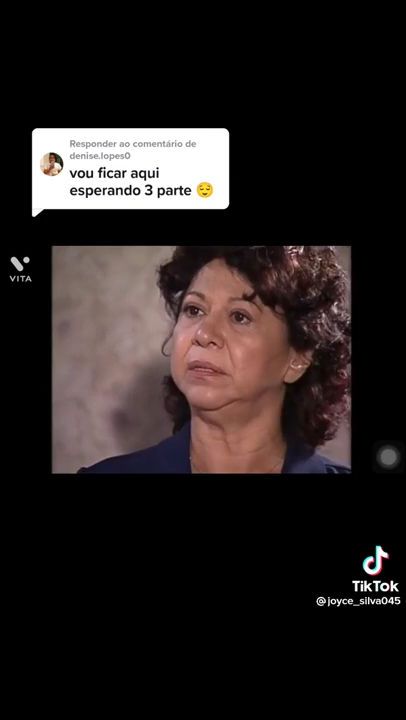 Responder ao comentário de
denise.lopes0
vou ficar aqui
esperando 3 parte 😌
VITA
TikTok
@joyce_silva045